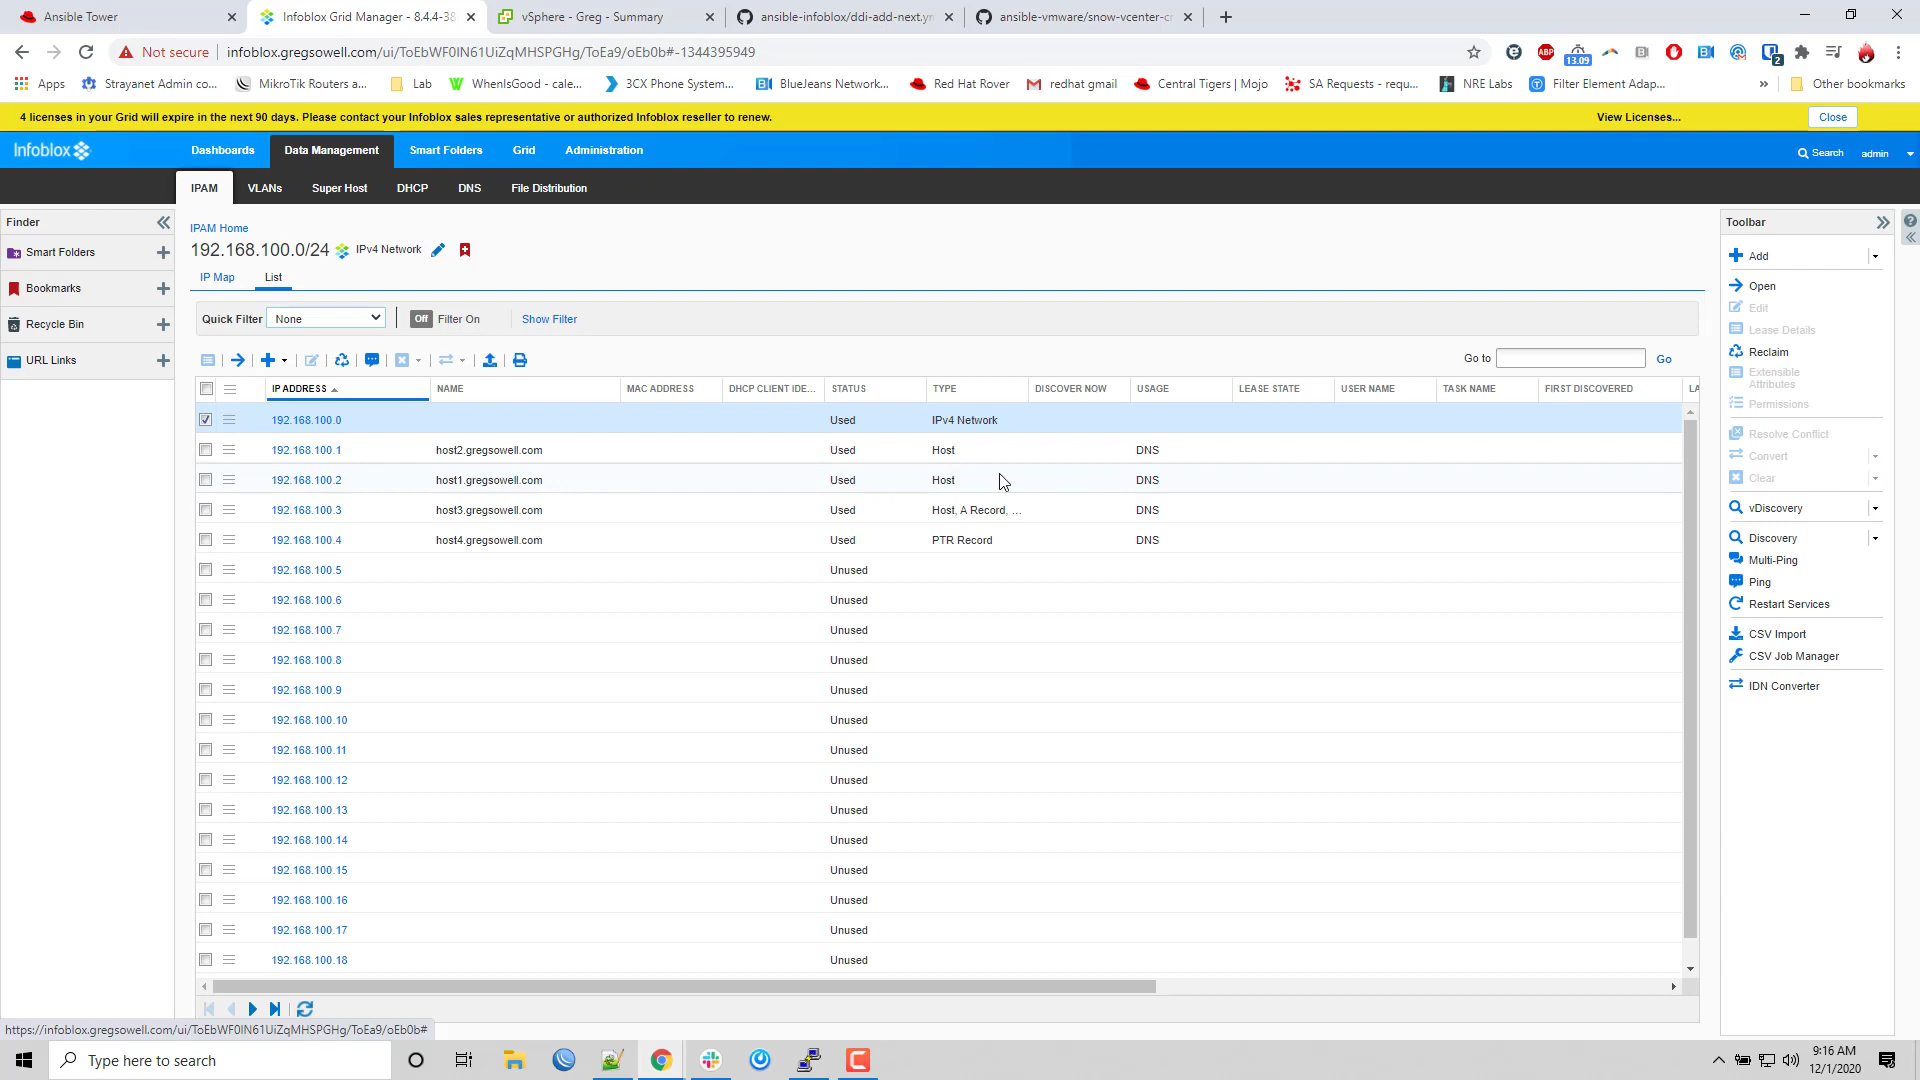 Ansible Tower
Infoblox Grid Manager - 8.4.4-38
vSphere - Greg - Summary
ansible-infoblox/ddi-add-next.ym
ansible-vmware/snow-vcenter-cr
Not secure
infoblox.gregsowell.com/ui/ToEbWF0IN61UiZqMHSPGHg/ToEa9/oEb0b#-1344395949
ABP
13.09
2
Apps
Strayanet Admin co...
MikroTik Routers a...
Lab
WhenIsGood - cale...
3CX Phone System...
BlueJeans Network...
Red Hat Rover
redhat gmail
Central Tigers | Mojo
SA Requests - requ...
NRE Labs
Filter Element Adap...
»
Other bookmarks
4 licenses in your Grid will expire in the next 90 days. Please contact your Infoblox sales representative or authorized Infoblox reseller to renew.
View Licenses...
Close
Infoblox
Dashboards
Data Management
Smart Folders
Grid
Administration
Search
admin
IPAM
VLANs
Super Host
DHCP
DNS
File Distribution
Finder
Smart Folders
Bookmarks
Recycle Bin
URL Links
IPAM Home
192.168.100.0/24
IPv4 Network
IP Map
List
Quick Filter
None
Off
Filter On
Show Filter
Go to
Go
IP ADDRESS NAME MAC ADDRESS DHCP CLIENT IDE... STATUS TYPE DISCOVER NOW USAGE LEASE STATE USER NAME TASK NAME FIRST DISCOVERED LA
192.168.100.0 Used IPv4 Network
192.168.100.1 host2.gregsowell.com Used Host DNS
192.168.100.2 host1.gregsowell.com Used Host DNS
192.168.100.3 host3.gregsowell.com Used Host, A Record, ... DNS
192.168.100.4 host4.gregsowell.com Used PTR Record DNS
192.168.100.5 Unused
192.168.100.6 Unused
192.168.100.7 Unused
192.168.100.8 Unused
192.168.100.9 Unused
192.168.100.10 Unused
192.168.100.11 Unused
192.168.100.12 Unused
192.168.100.13 Unused
192.168.100.14 Unused
192.168.100.15 Unused
192.168.100.16 Unused
192.168.100.17 Unused
192.168.100.18 Unused
Toolbar
Add
Open
Edit
Lease Details
Reclaim
Extensible
Attributes
Permissions
Resolve Conflict
Convert
Clear
vDiscovery
Discovery
Multi-Ping
Ping
Restart Services
CSV Import
CSV Job Manager
IDN Converter
https://infoblox.gregsowell.com/ui/ToEbWF0IN61UiZqMHSPGHg/ToEa9/oEb0b#
Type here to search
9:16 AM
12/1/2020